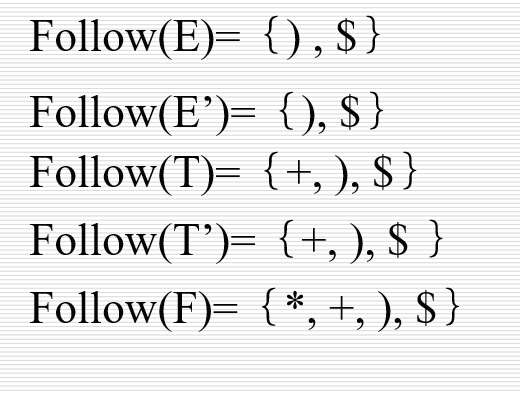 Follow(E)= {) , $}
Follow(E’)= {), $}
Follow(T)= {+, ), $}
Follow(T’)= {+, ), $ }
Follow(F)= {*, +, ), $}